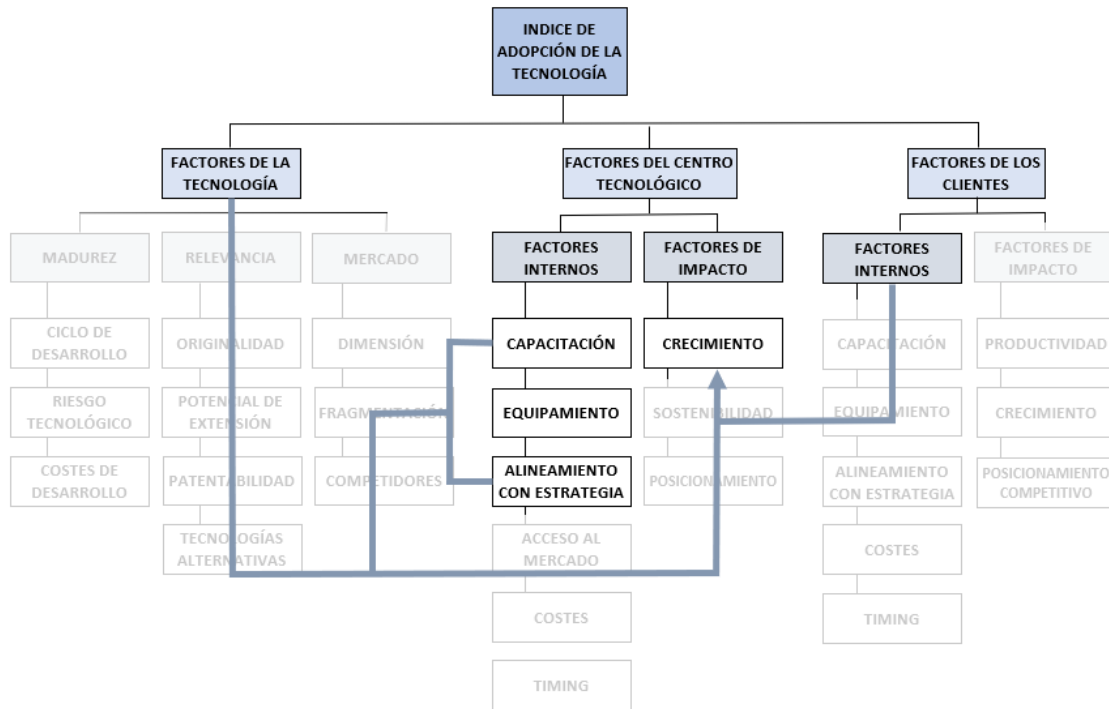 INDICE DE
ADOPCIÓN DE LA
TECNOLOGÍA
FACTORES DE LA
TECNOLOGÍA
FACTORES DEL CENTRO
TECNOLÓGICO
FACTORES DE LOS
CLIENTES
MADUREZ
RELEVANCIA
MERCADO
FACTORES
INTERNOS
FACTORES DE
IMPACTO
FACTORES
INTERNOS
FACTORES DE
IMPACTO
CICLO DE
DESARROLLO
ORIGINALIDAD
DIMENSIÓN
CAPACITACIÓN
CRECIMIENTO
CAPACITACIÓN
PRODUCTIVIDAD
RIESGO
TECNOLÓGICO
POTENCIAL DE
EXTENSIÓN
FRAGMENTACIÓN
EQUIPAMIENTO
SOSTENIBILIDAD
EQUIPAMIENTO
CRECIMIENTO
COSTES DE
DESARROLLO
PATENTABILIDAD
COMPETIDORES
ALINEAMIENTO
CON ESTRATEGIA
POSICIONAMIENTO
ALINEAMIENTO
CON ESTRATEGIA
POSICIONAMIENTO
COMPETITIVO
TECNOLOGÍAS
ALTERNATIVAS
ACCESO AL
MERCADO
COSTES
COSTES
TIMING
TIMING